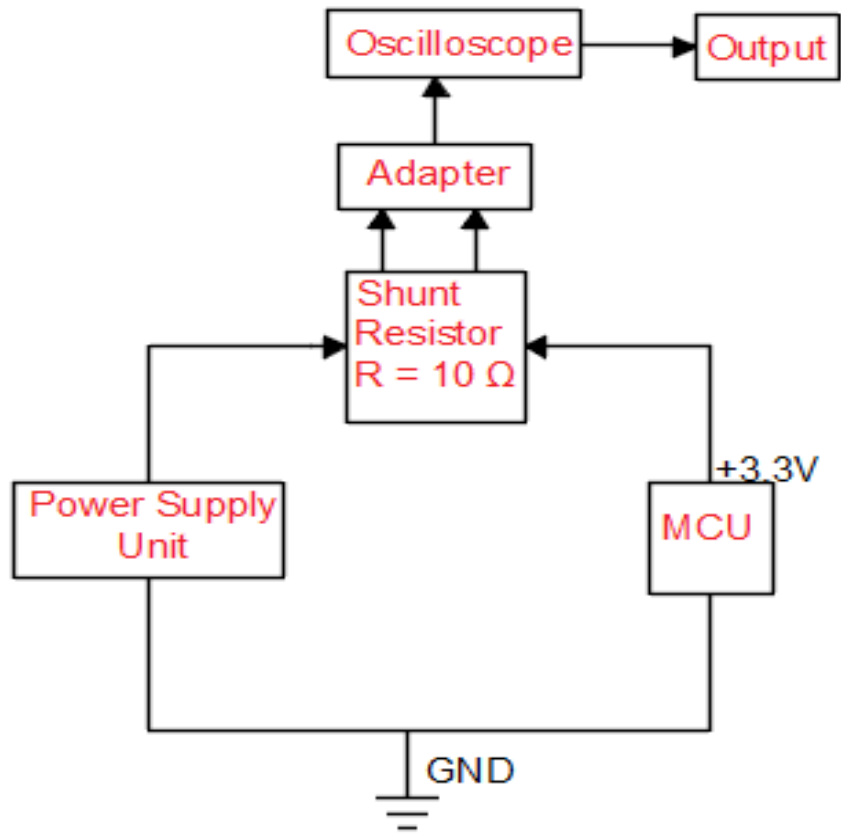 Oscilloscope
Output
Adapter
Shunt
Resistor
R = 10 Ω
+3.3V
Power Supply
Unit
MCU
GND